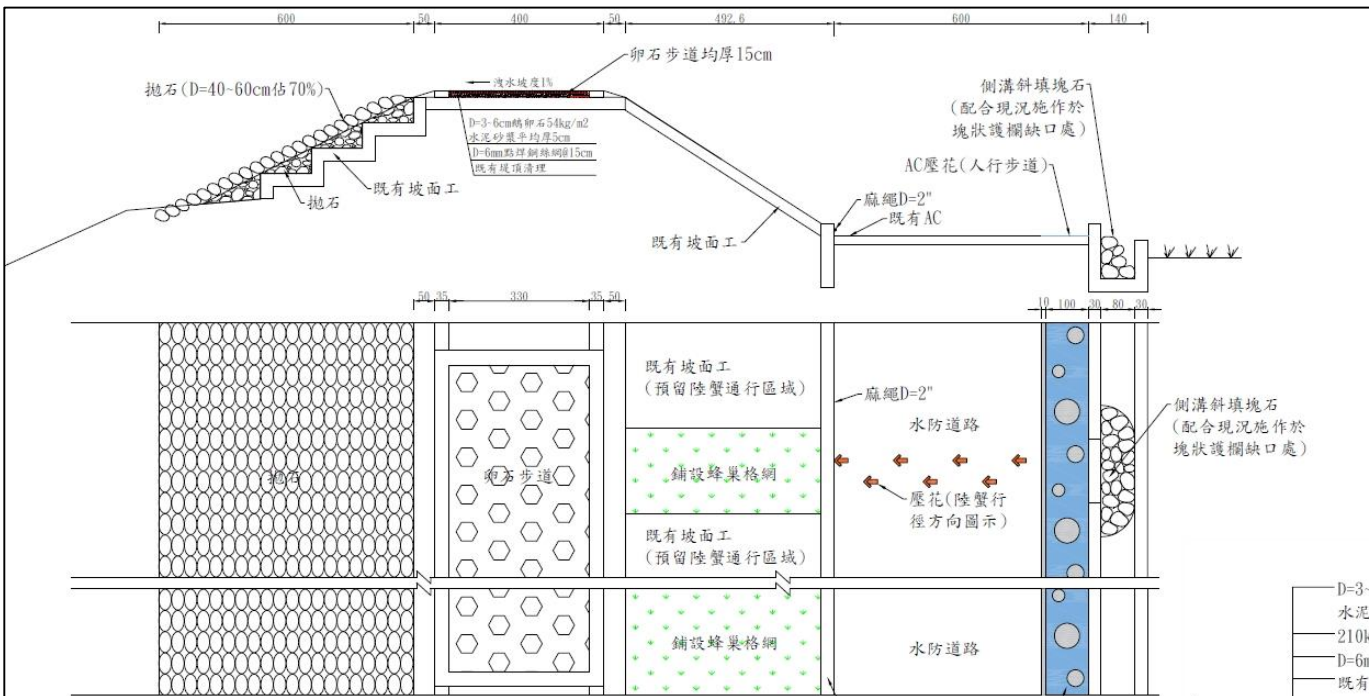 600 50 400 50 492.6 600 140
卵石步道均厚15cm
洩水坡度1%
拋石(D=40~60cm佔70%)
側溝斜填塊石
(配合現況施作於
塊狀護欄缺口處)
D=3~6cm鵝卵石54kg/m2
水泥砂漿平均厚5cm
D=6mm點焊鋼絲網@15cm
既有堤頂清理
AC壓花(人行步道)
既有坡面工
拋石
麻繩D=2"
既有AC
既有坡面工
50 35 330 35 50 10 100 30 80 30
既有坡面工
(預留陸蟹通行區域)
麻繩D=2"
水防道路
側溝斜填塊石
(配合現況施作於
塊狀護欄缺口處)
拋石
卵石步道
鋪設蜂巢格網
壓花(陸蟹行
徑方向圖示)
既有坡面工
(預留陸蟹通行區域)
鋪設蜂巢格網
水防道路
D=3~
水泥
210k
D=6m
既有